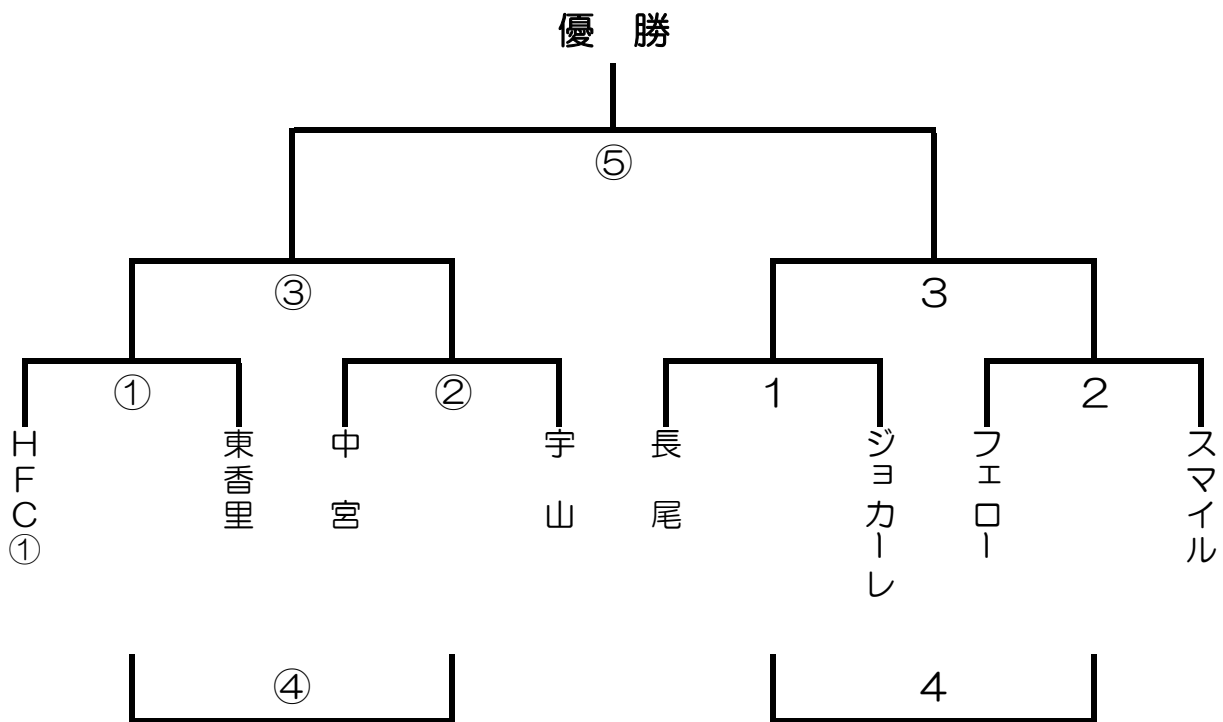 優　勝
⑤
③
3
①
②
1
2
HFC①
東香里
中　宮
宇　山
長　尾
ジョカーレ
フェロー
スマイル
④
4